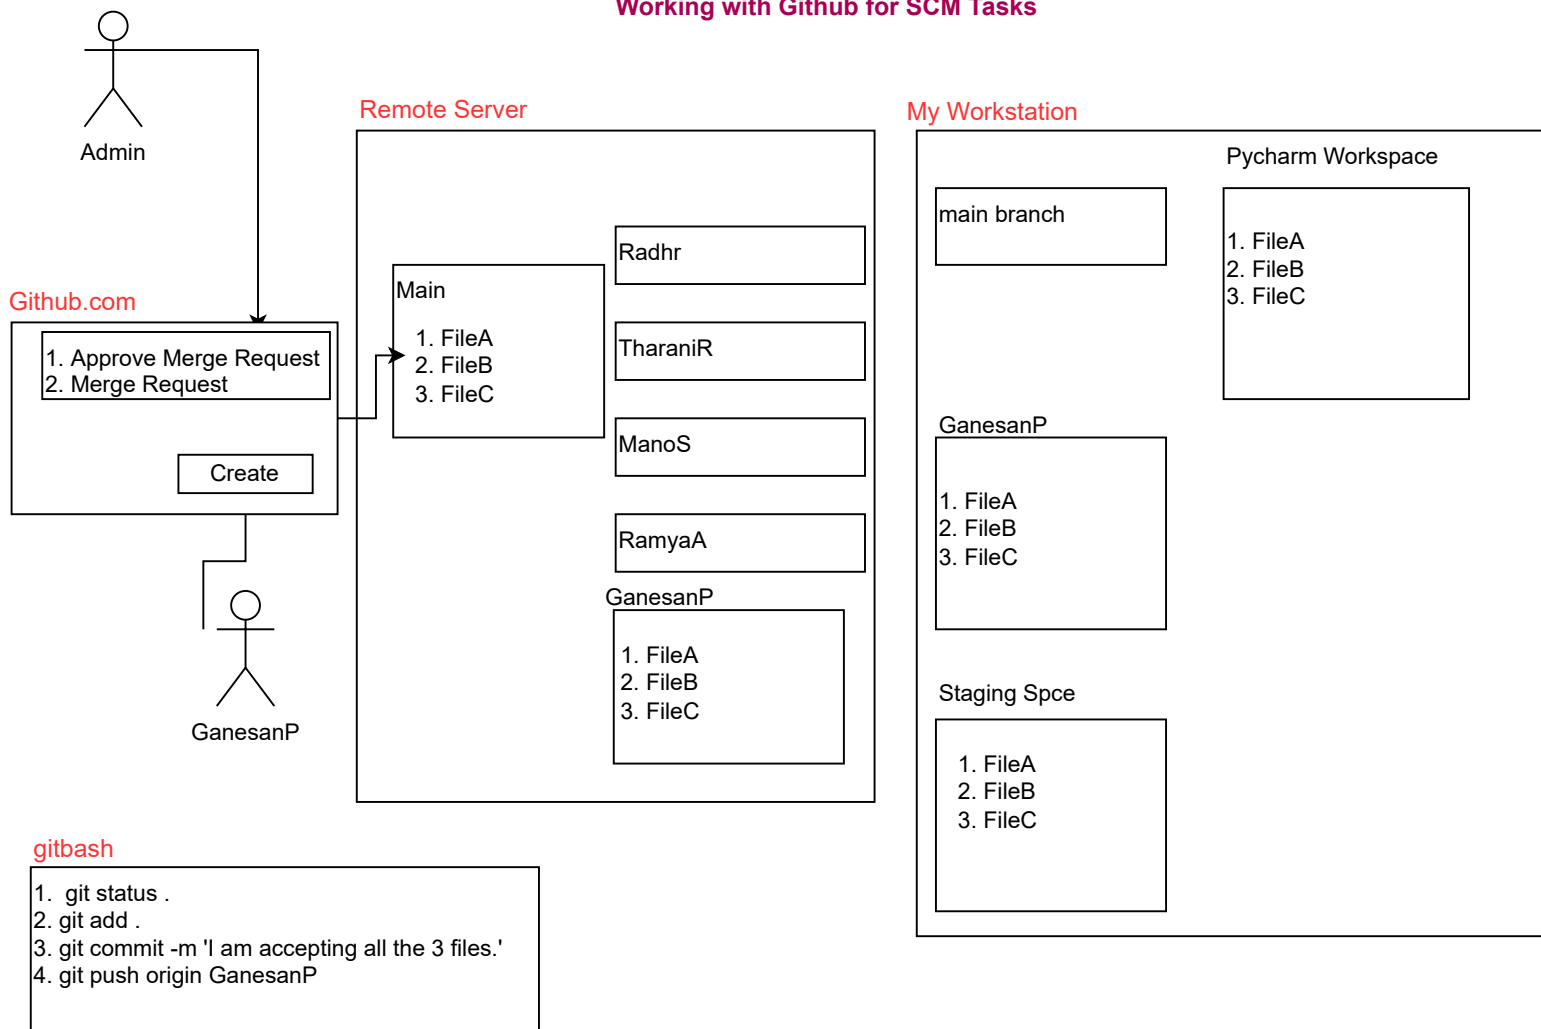 Working with Github for SCM Tasks
Admin
Remote Server
My Workstation
Pycharm Workspace
main branch
1. FileA
2. FileB
3. FileC
Radhr
Main
1. FileA
2. FileB
3. FileC
TharaniR
ManoS
RamyaA
GanesanP
1. FileA
2. FileB
3. FileC
Github.com
1. Approve Merge Request
2. Merge Request
Create
GanesanP
GanesanP
1. FileA
2. FileB
3. FileC
Staging Spce
1. FileA
2. FileB
3. FileC
gitbash
1.  git status .
2. git add .
3. git commit -m 'I am accepting all the 3 files.'
4. git push origin GanesanP